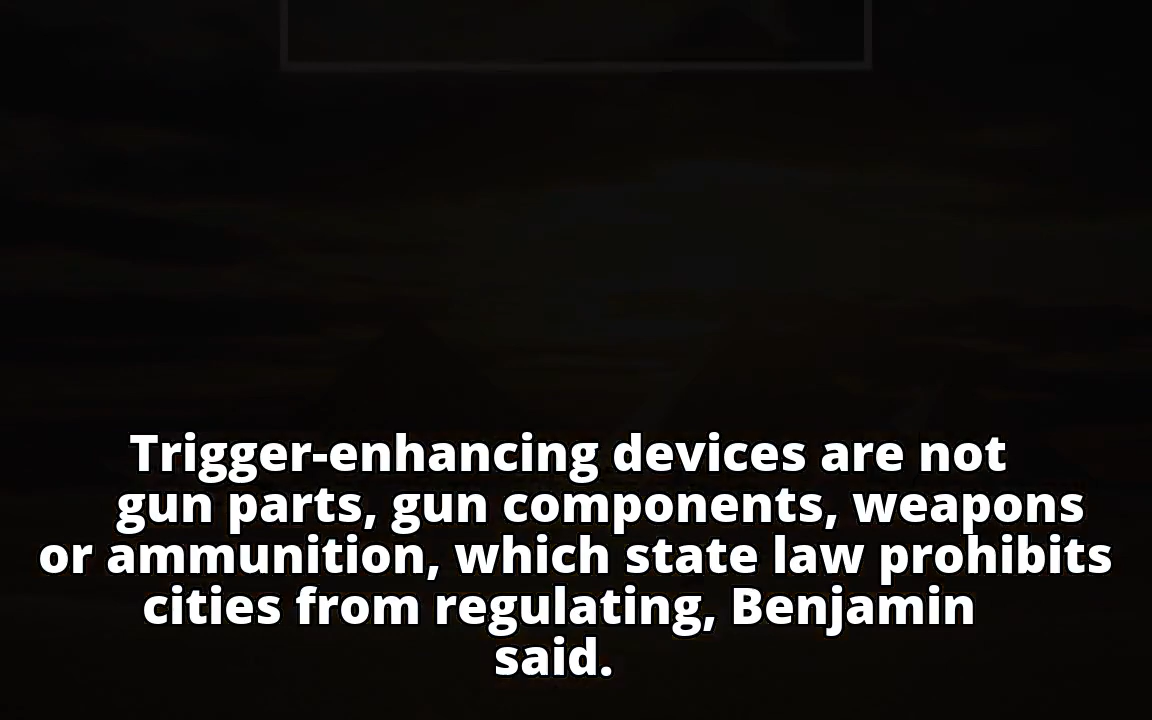 Trigger-enhancing devices are not
gun parts, gun components, weapons
or ammunition, which state law prohibits
cities from regulating, Benjamin
said.